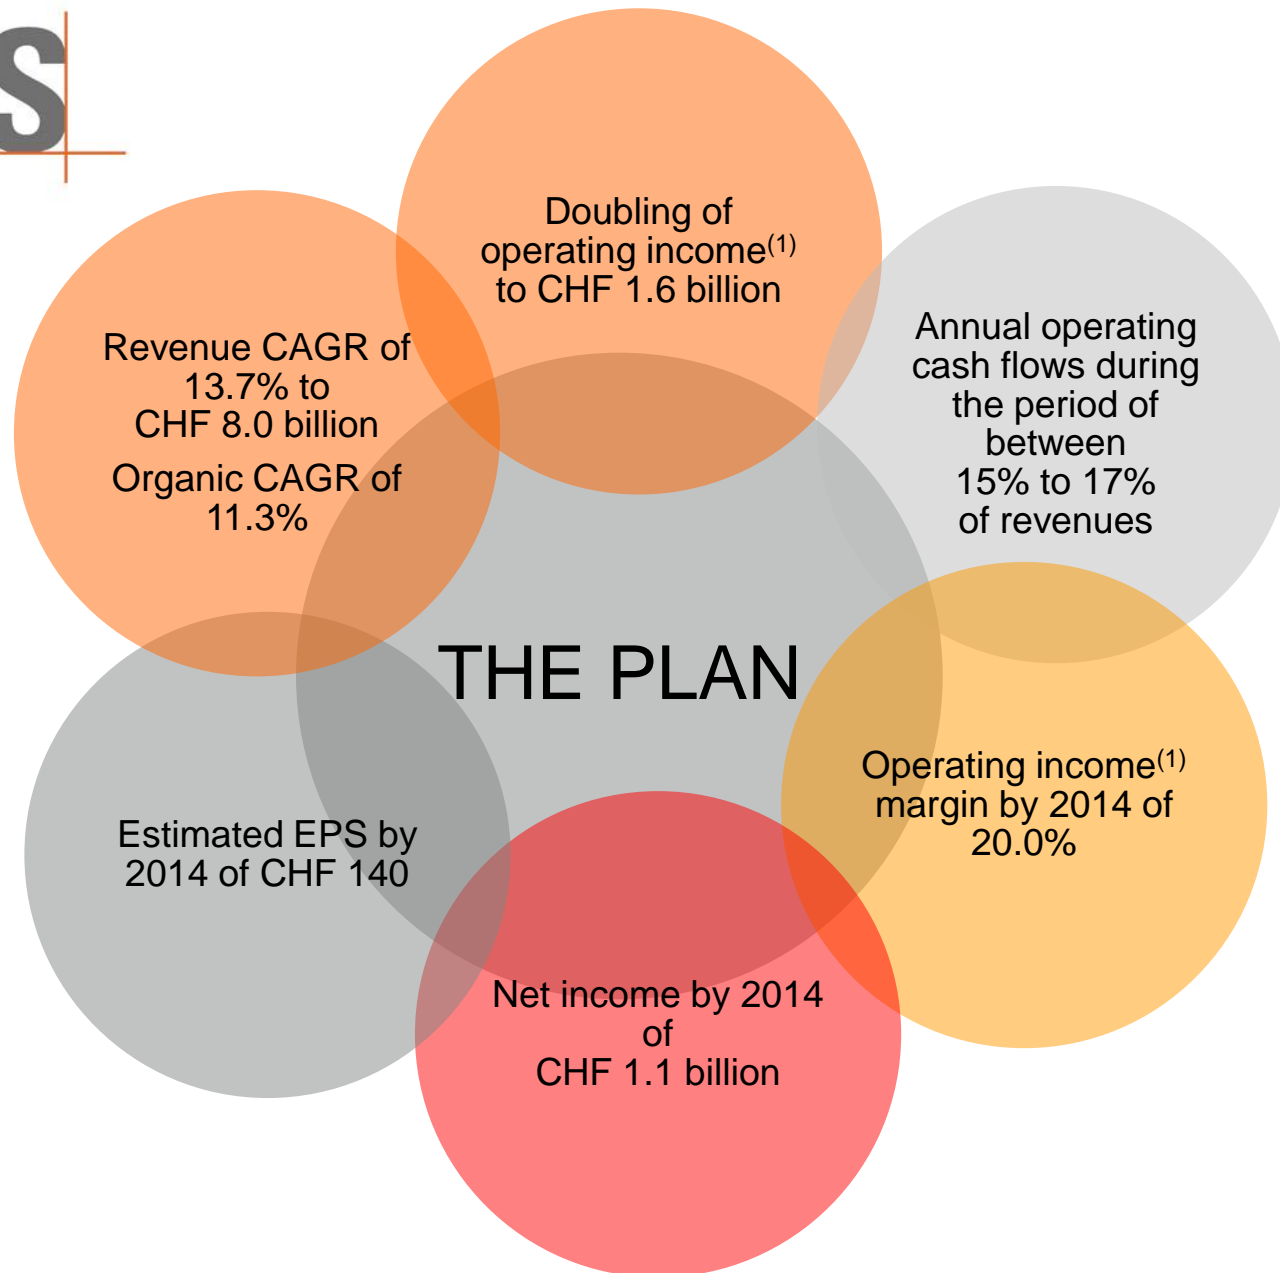 S
Doubling of
operating income(1)
to CHF 1.6 billion
Annual operating
cash flows during
the period of
between
15% to 17%
of revenues
Revenue CAGR of
13.7% to
CHF 8.0 billion
Organic CAGR of
11.3%
THE PLAN
Operating income(1)
margin by 2014 of
20.0%
Estimated EPS by
2014 of CHF 140
Net income by 2014
of
CHF 1.1 billion